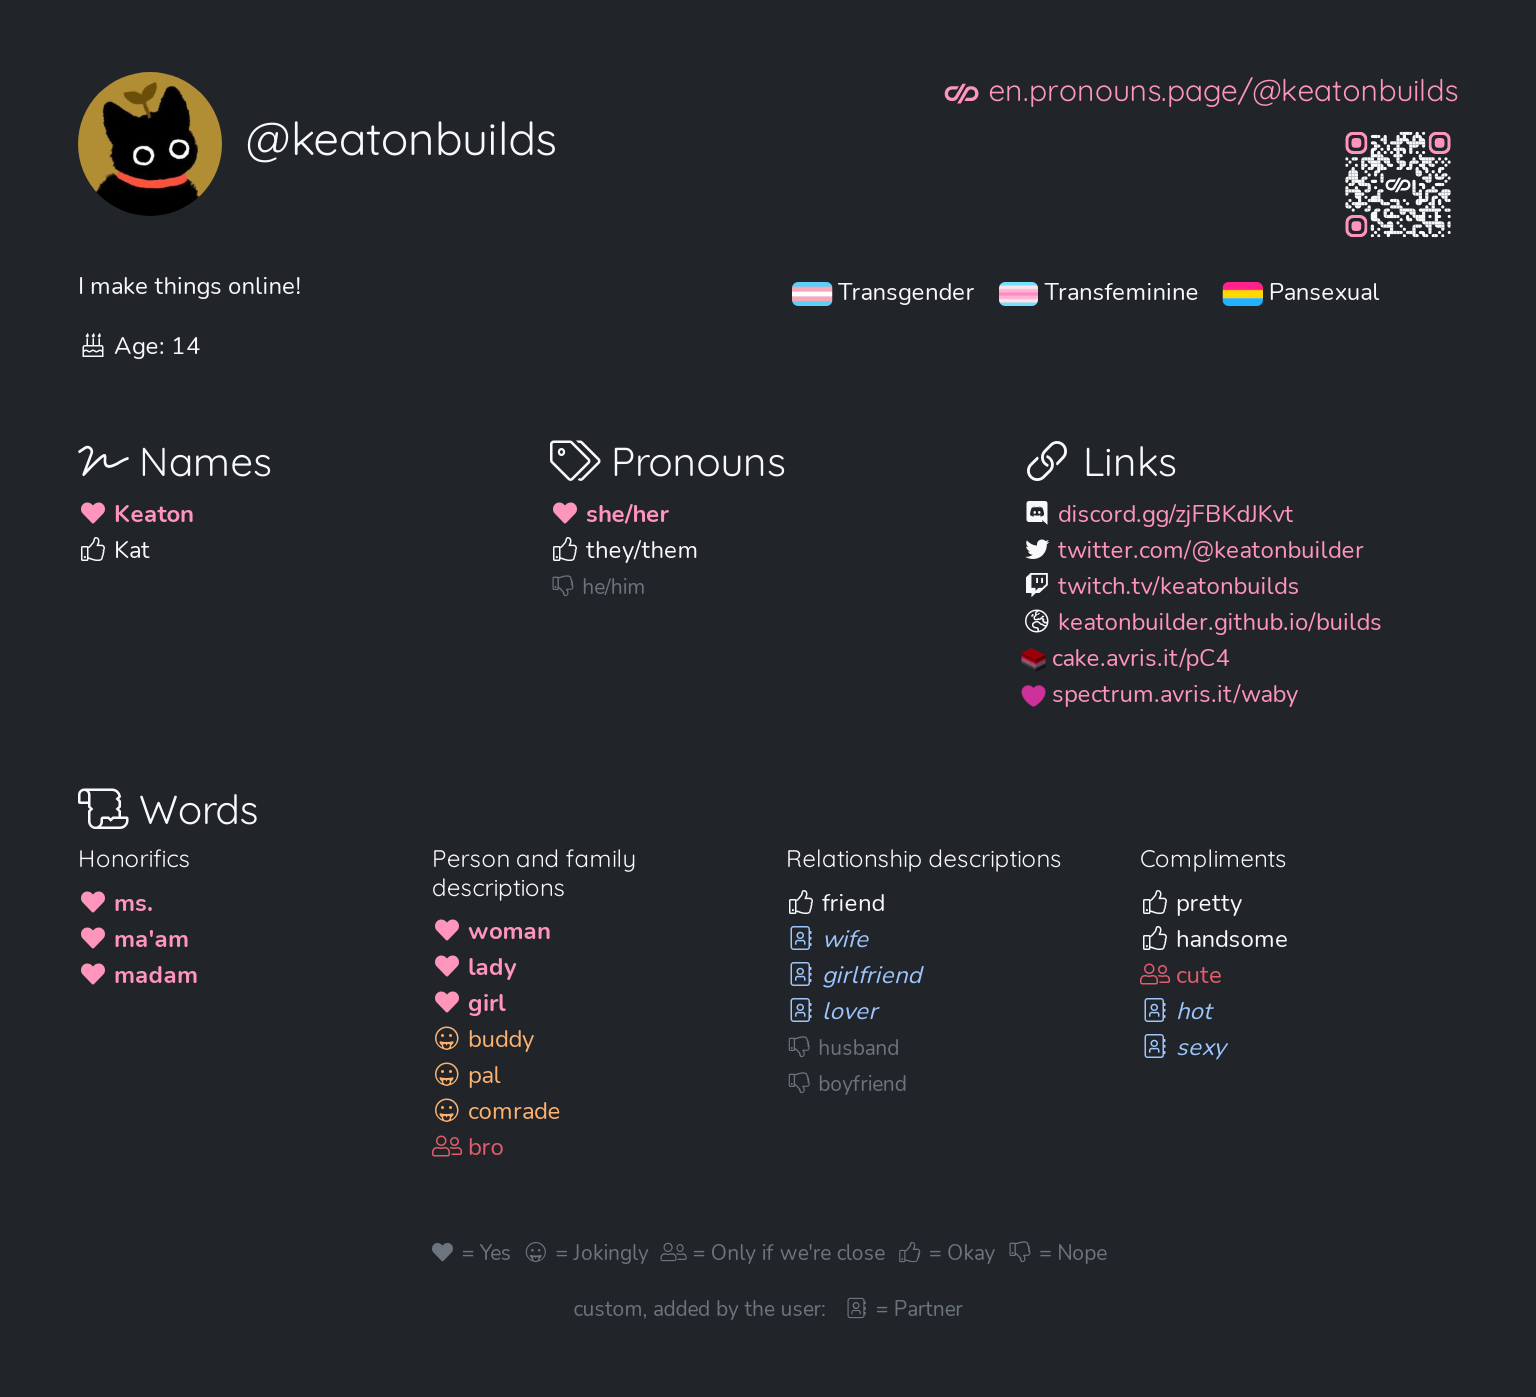 en.pronouns.page/@keatonbuilds
@keatonbuilds
I make things online!
Age: 14
Transgender Transfeminine Pansexual
Names
Keaton
Kat
Pronouns
she/her
they/them
he/him
Links
discord.gg/zjFBKdJKvt
twitter.com/@keatonbuilder
twitch.tv/keatonbuilds
keatonbuilder.github.io/builds
cake.avris.it/pC4
spectrum.avris.it/waby
Words
Honorifics
ms.
ma'am
madam
Person and family
descriptions
woman
lady
girl
buddy
pal
comrade
bro
Relationship descriptions
friend
wife
girlfriend
lover
husband
boyfriend
Compliments
pretty
handsome
cute
hot
sexy
= Yes = Jokingly = Only if we're close = Okay = Nope
custom, added by the user: = Partner